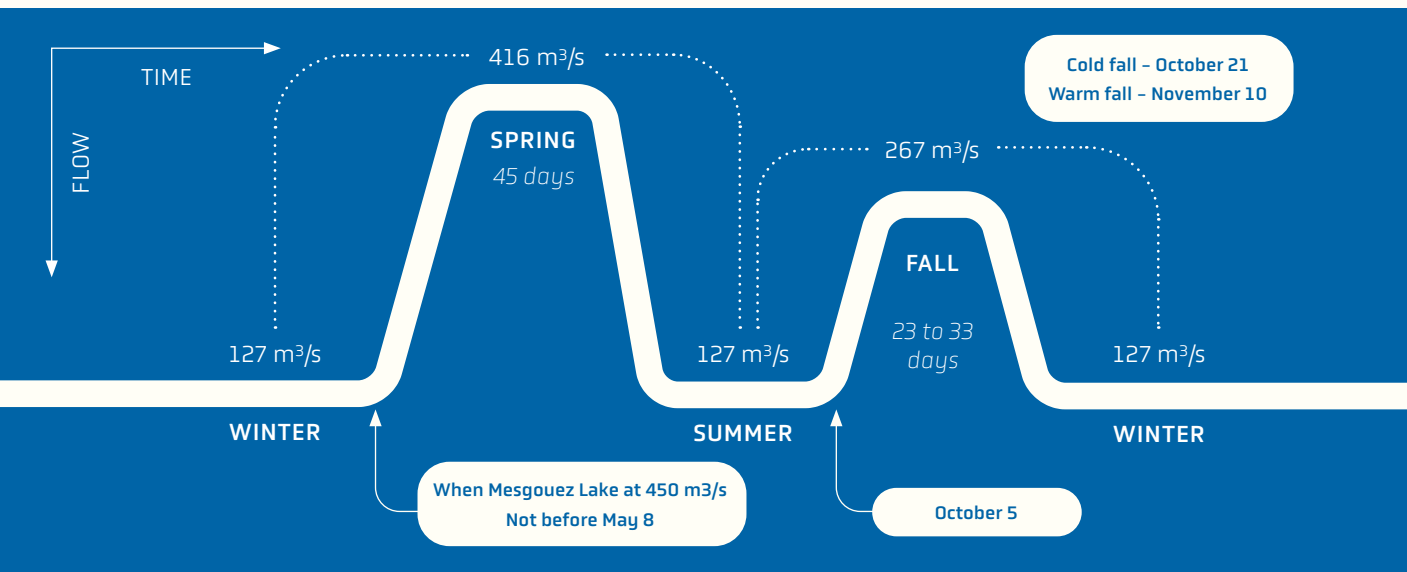 TIME
FLOW
416 m³/s
Cold fall – October 21
Warm fall – November 10
SPRING
45 days
267 m³/s
FALL
23 to 33
days
127 m³/s
127 m³/s
127 m³/s
WINTER
SUMMER
WINTER
When Mesgouez Lake at 450 m3/s
Not before May 8
October 5